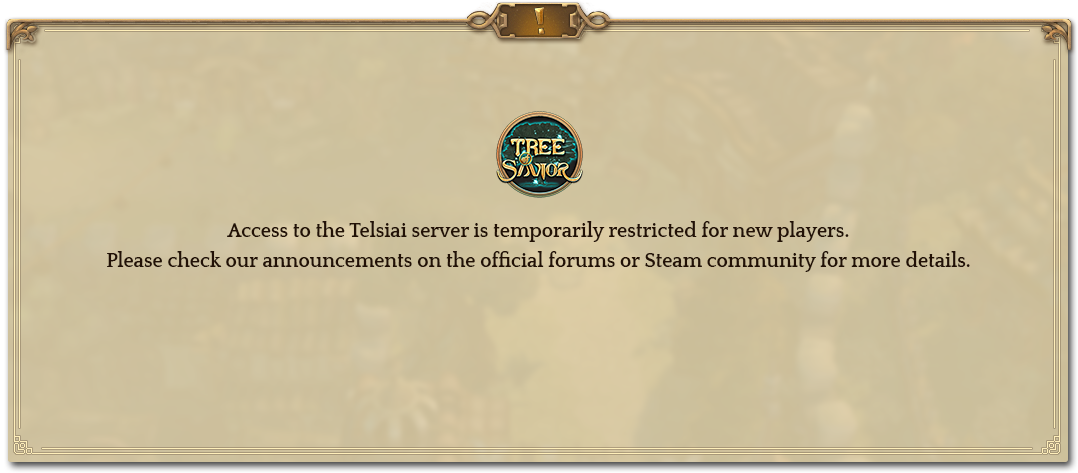 !
TREE
of
SAVIOR
Access to the Telsiai server is temporarily restricted for new players.
Please check our announcements on the official forums or Steam community for more details.